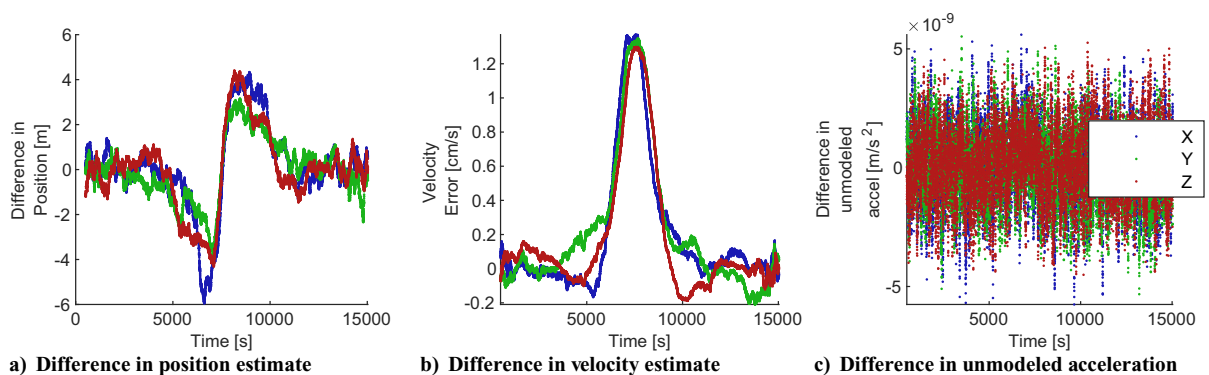 Difference in
Position [m]
6
4
2
0
-2
-4
-6
0
5000
10000
15000
Time [s]
a) Difference in position estimate
Velocity
Error [cm/s]
1.2
1
0.8
0.6
0.4
0.2
0
-0.2
5000
10000
15000
Time [s]
b) Difference in velocity estimate
Difference in
unmodeled
accel [m/s²]
×10⁻⁹
5
0
-5
X
Y
Z
5000
10000
15000
Time [s]
c) Difference in unmodeled acceleration